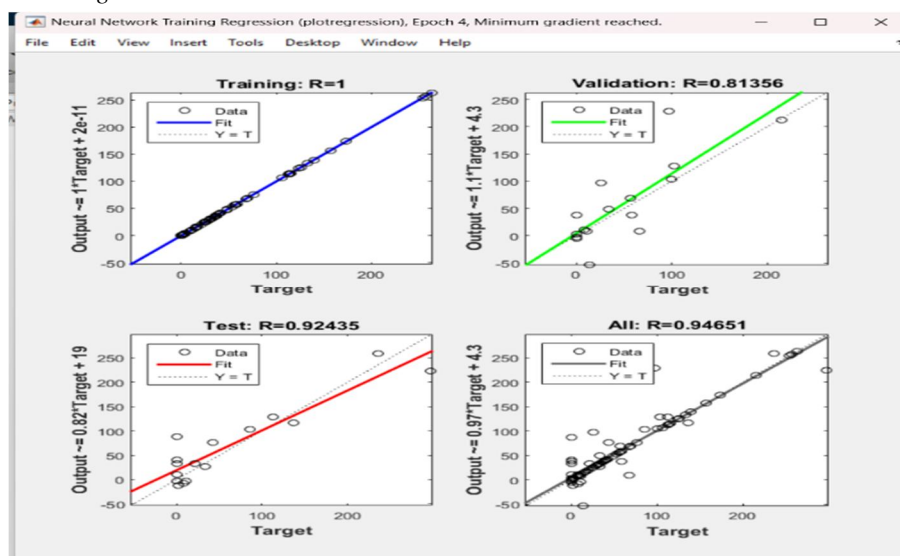 Neural Network Training Regression (plotregression), Epoch 4, Minimum gradient reached.
File Edit View Insert Tools Desktop Window Help
Training: R=1
Output ~= 1*Target + 2e-11
250
200
150
100
50
0
-50
Data
Fit
Y = T
0 100 200
Target
Validation: R=0.81356
Output ~= 1.1*Target + 4.3
250
200
150
100
50
0
-50
Data
Fit
Y = T
0 100 200
Target
Test: R=0.92435
Output ~= 0.82*Target + 19
250
200
150
100
50
0
-50
Data
Fit
Y = T
0 100 200
Target
All: R=0.94651
Output ~= 0.97*Target + 4.3
250
200
150
100
50
0
-50
Data
Fit
Y = T
0 100 200
Target